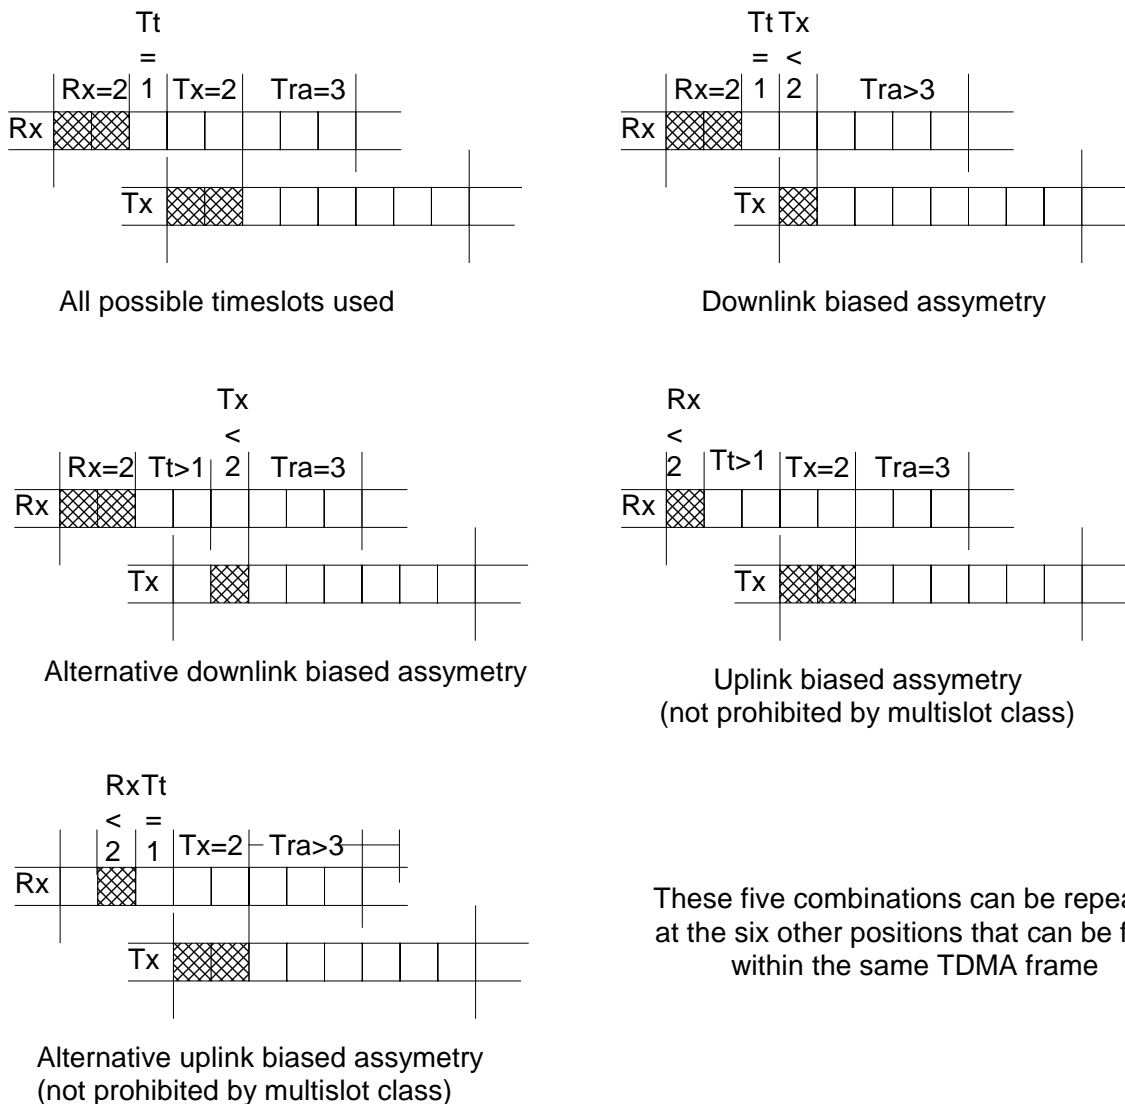 Tt
=
Rx=2 1 Tx=2 Tra=3
Rx
Tx
All possible timeslots used
Tt Tx
= <
Rx=2 1 2 Tra>3
Rx
Tx
Downlink biased assymetry
Tx
<
Rx=2 Tt>1 2 Tra=3
Rx
Tx
Alternative downlink biased assymetry
Rx
<
2 Tt>1 Tx=2 Tra=3
Rx
Tx
Uplink biased assymetry
(not prohibited by multislot class)
RxTt
< =
2 1 Tx=2 Tra>3
Rx
Tx
Alternative uplink biased assymetry
(not prohibited by multislot class)
These five combinations can be
at the six other positions that can be
within the same TDMA frame